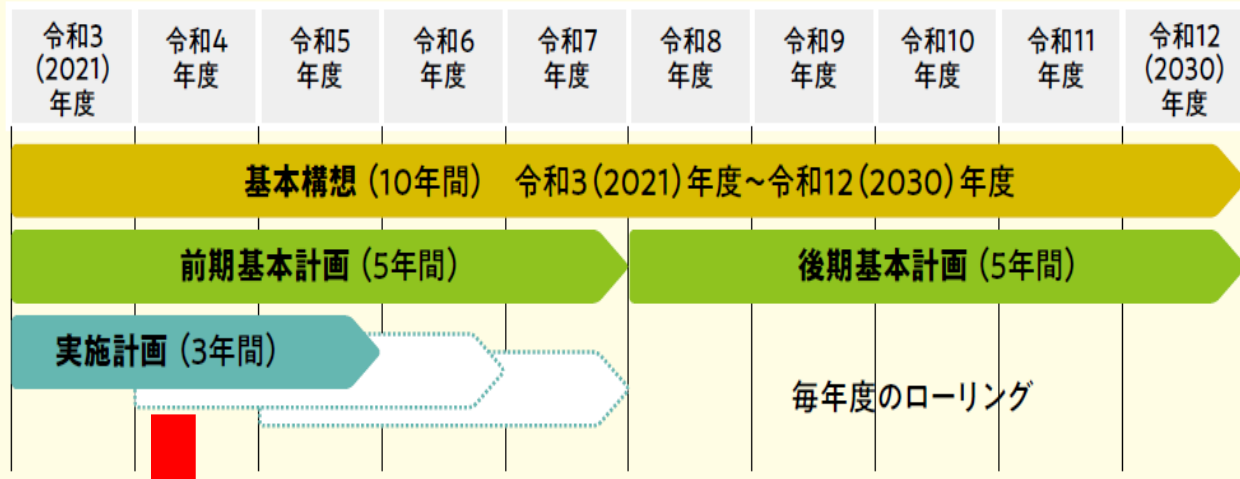 令和3
(2021)
年度
令和4
年度
令和5
年度
令和6
年度
令和7
年度
令和8
年度
令和9
年度
令和10
年度
令和11
年度
令和12
(2030)
年度
基本構想（10年間） 令和3(2021)年度~令和12(2030)年度
前期基本計画（5年間）
後期基本計画（5年間）
実施計画（3年間）
毎年度のローリング